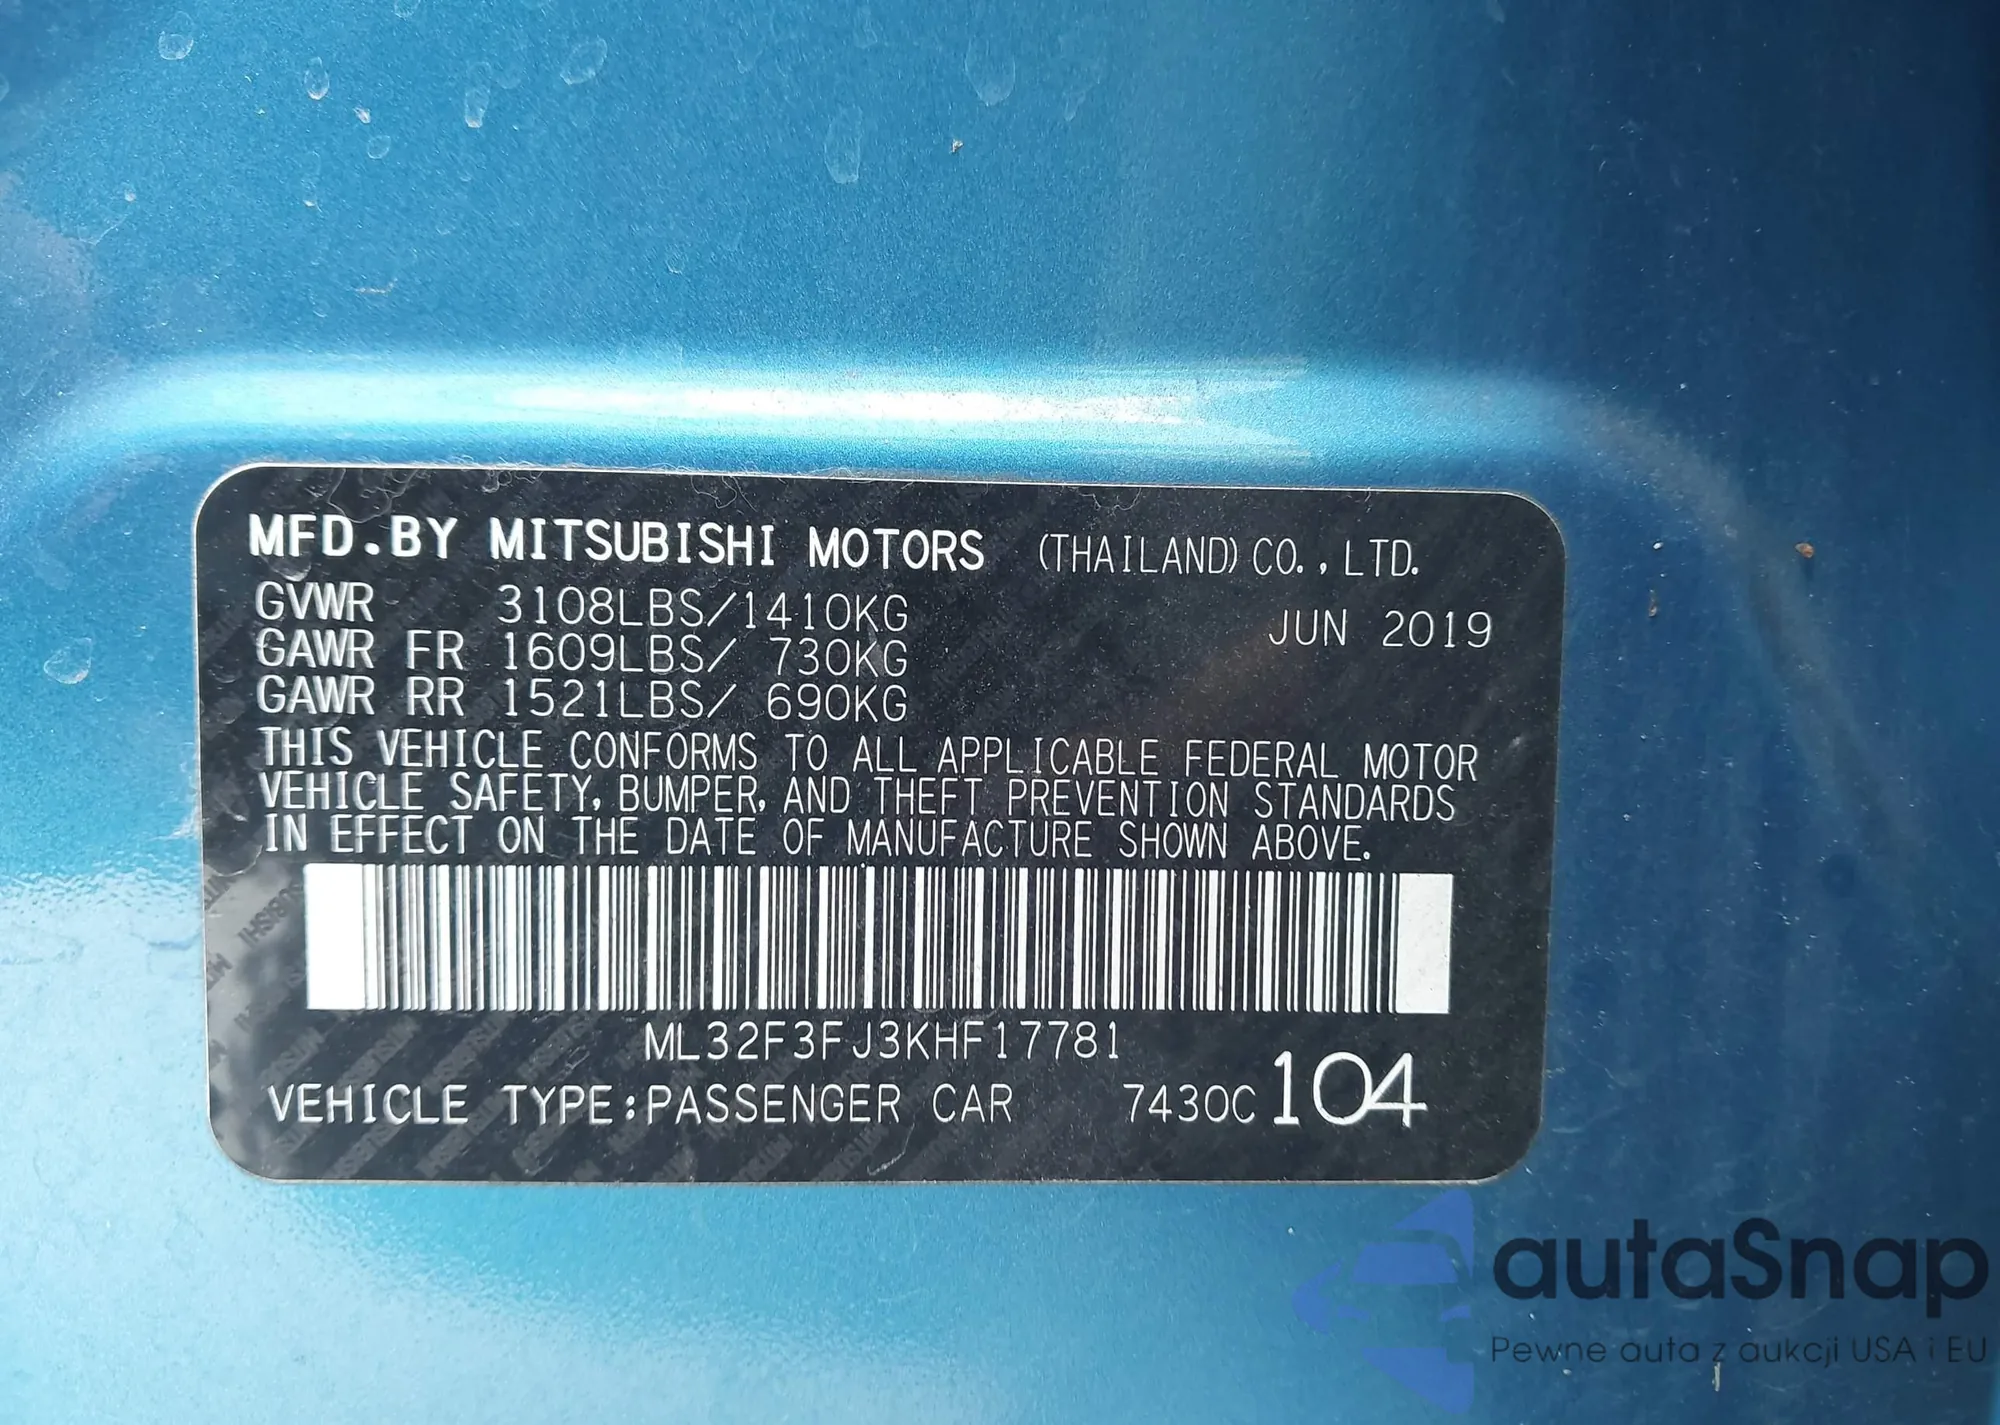 MFD.BY MITSUBISHI MOTORS (THAILAND) CO.,LTD.
GVWR 3108LBS/1410KG
JUN 2019
GAWR FR 1609LBS/ 730KG
GAWR RR 1521LBS/ 690KG
THIS VEHICLE CONFORMS TO ALL APPLICABLE FEDERAL MOTOR
VEHICLE SAFETY, BUMPER, AND THEFT PREVENTION STANDARDS
IN EFFECT ON THE DATE OF MANUFACTURE SHOWN ABOVE.
ML32F3FJ3KHF17781
VEHICLE TYPE:PASSENGER CAR 7430C 104
autaSnap
Pewne auta z aukcji USA i EU